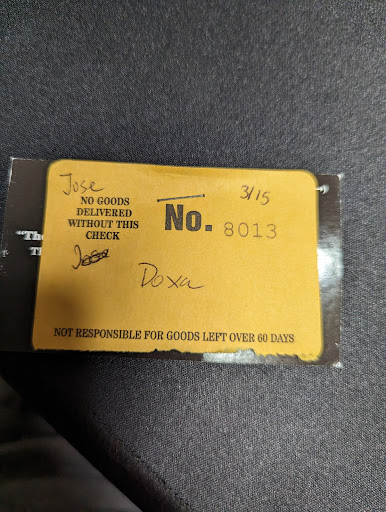 Jose
3/15
NO GOODS
DELIVERED
WITHOUT THIS
CHECK
No. 8013
Doxa
NOT RESPONSIBLE FOR GOODS LEFT OVER 60 DAYS